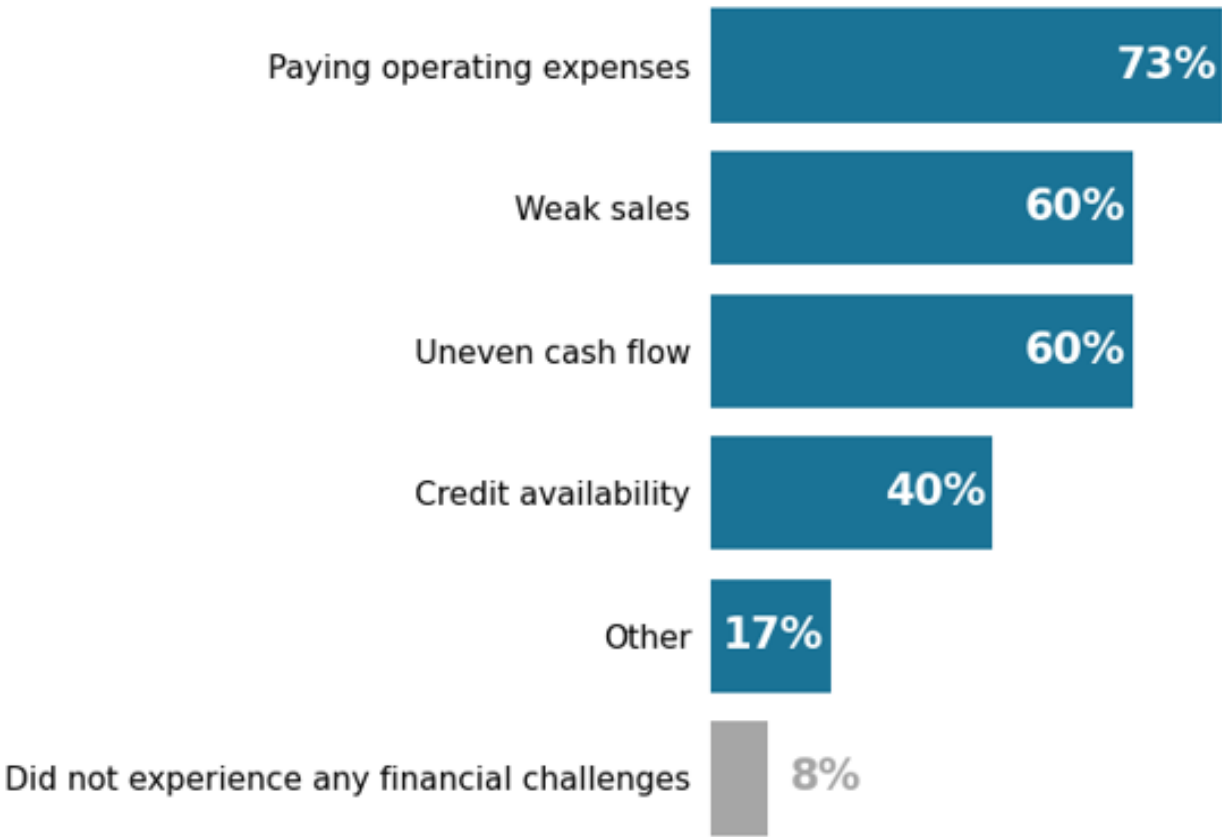 Paying operating expenses 73%
Weak sales 60%
Uneven cash flow 60%
Credit availability 40%
Other 17%
Did not experience any financial challenges 8%